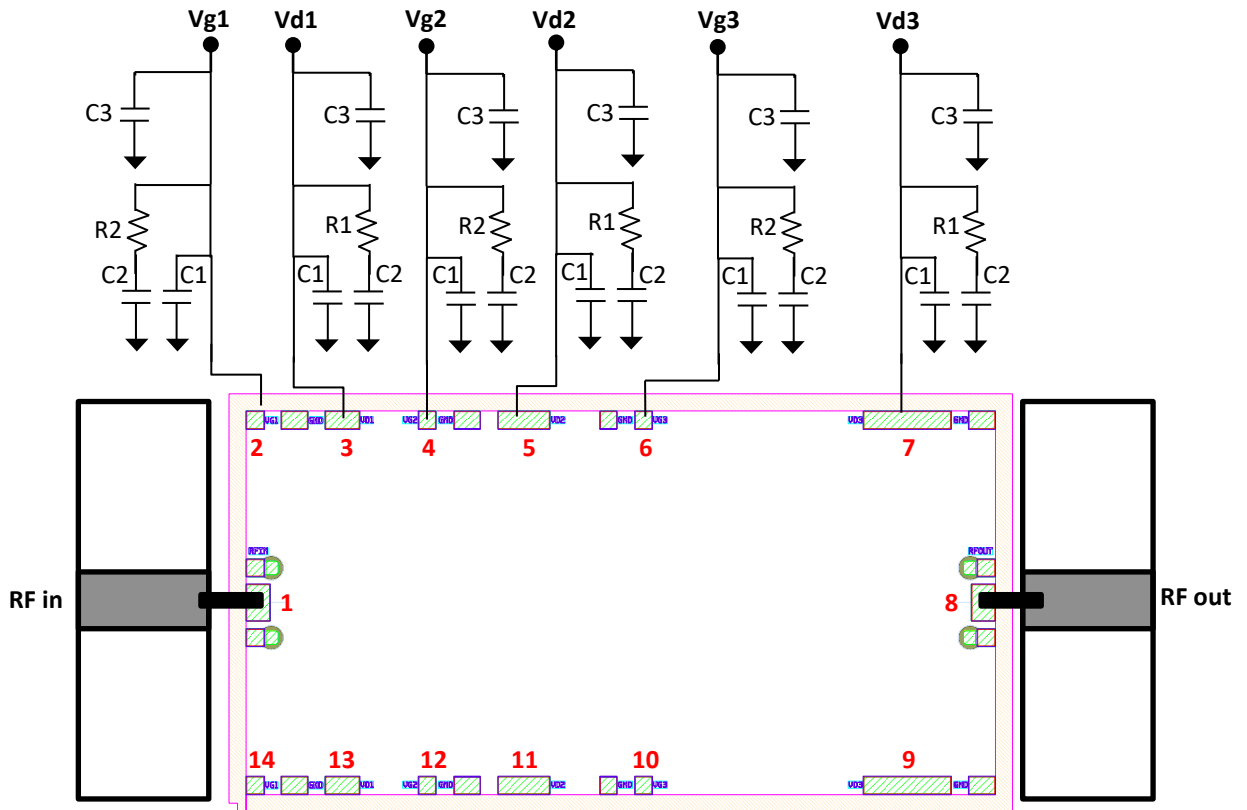 Vg1 Vd1 Vg2 Vd2 Vg3 Vd3
C3 C3 C3 C3 C3 C3
R2 R1 R2 R1 R2 R1
C2 C1 C1 C2 C1 C2 C1 C2 C1 C2 C1 C2
VG1 GND VD1 VG2 GND VD2 GND VG3 VD3 GND
2 3 4 5 6 7
RFIN RFOUT
RF in 1 8 RF out
14 13 12 11 10 9
VG1 GND VD1 VG2 GND VD2 GND VG3 VD3 GND